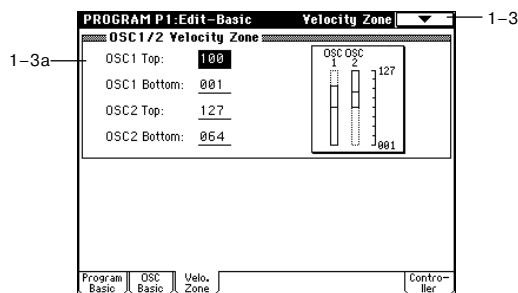 PROGRAM P1:Edit-Basic Velocity Zone 1-3
OSC1/2 Velocity Zone
1-3a OSC1 Top: 100
OSC1 Bottom: 001
OSC2 Top: 127
OSC2 Bottom: 064
OSC OSC
1 2
127
001
Program Basic
OSC Basic
Velo. Zone
Contro-
ller